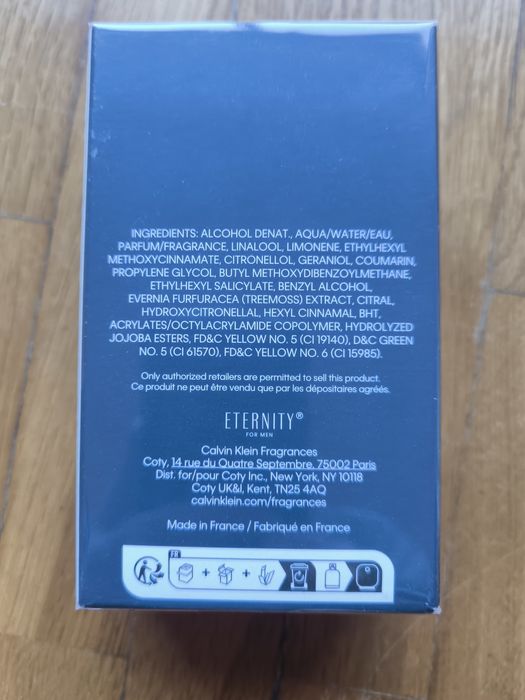 INGREDIENTS: ALCOHOL DENAT., AQUA/WATER/EAU,
PARFUM/FRAGRANCE, LINALOOL, LIMONENE, ETHYLHEXYL
METHOXYCINNAMATE, CITRONELLOL, GERANIOL, COUMARIN,
PROPYLENE GLYCOL, BUTYL METHOXYDIBENZOYLMETHANE,
ETHYLHEXYL SALICYLATE, BENZYL ALCOHOL,
EVERNIA FURFURACEA (TREEMOSS) EXTRACT, CITRAL,
HYDROXYCITRONELLAL, HEXYL CINNAMAL, BHT,
ACRYLATES/OCTYLACRYLAMIDE COPOLYMER, HYDROLYZED
JOJOBA ESTERS, FD&C YELLOW NO. 5 (CI 19140), D&C GREEN
NO. 5 (CI 61570), FD&C YELLOW NO. 6 (CI 15985).
Only authorized retailers are permitted to sell this product.
Ce produit ne peut être vendu que par les dépositaires agréés.
ETERNITY®
FOR MEN
Calvin Klein Fragrances
Coty, 14 rue du Quatre Septembre, 75002 Paris
Dist. for/pour Coty Inc., New York, NY 10118
Coty UK&I, Kent, TN25 4AQ
calvinklein.com/fragrances
Made in France / Fabriqué en France
FR
+ +